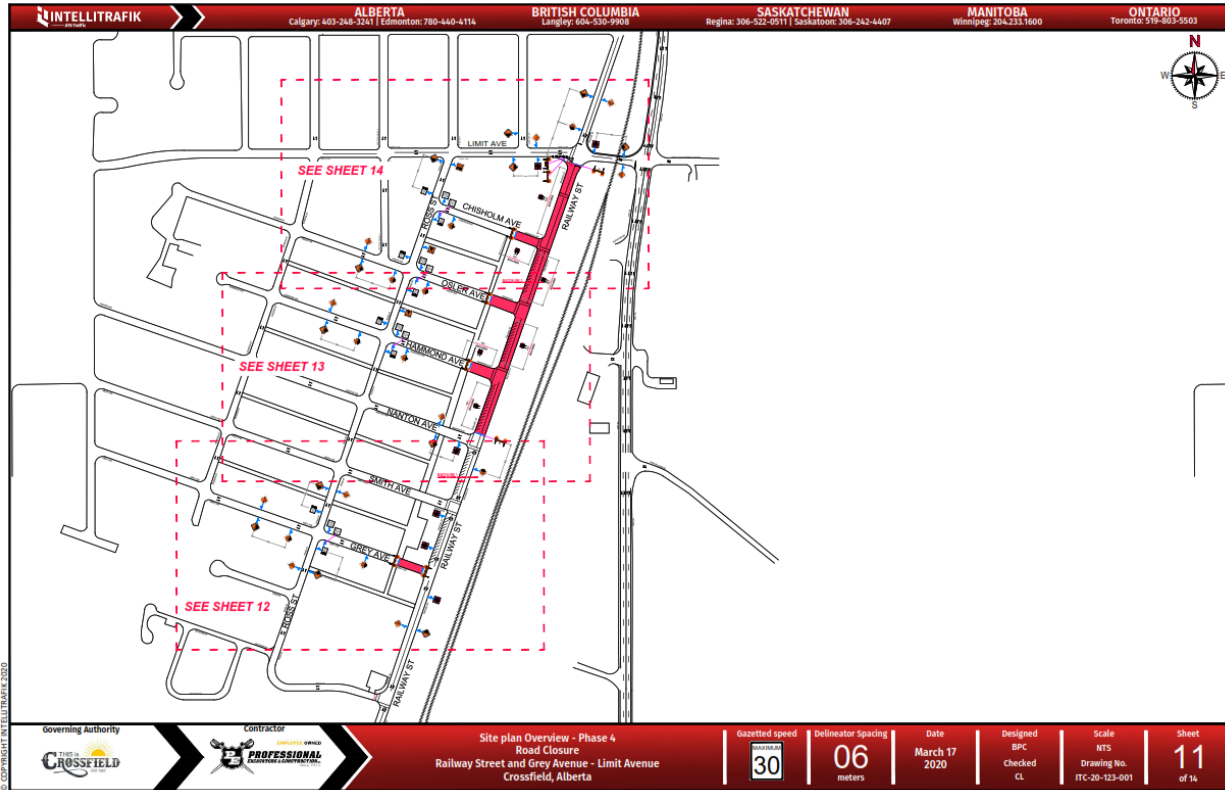 INTELLITRAFIK
ALBERTA
Calgary: 403-248-3241 | Edmonton: 780-440-4114
BRITISH COLUMBIA
Langley: 604-530-9908
SASKATCHEWAN
Regina: 306-522-0511 | Saskatoon: 306-242-4407
MANITOBA
Winnipeg: 204.233.1600
ONTARIO
Toronto: 519-803-5503
N
W
E
S
LIMIT AVE
SEE SHEET 14
RAILWAY ST
ROSS S
CHISHOLM AVE
OSLER AVE
HAMMOND AVE
SEE SHEET 13
NANTON AVE
SMITH AVE
GREY AVE
RAILWAY ST
SEE SHEET 12
S ROSS ST
RAILWAY ST
© COPYRIGHT INTELLITRAFIK 2020
Governing Authority
THIS is
CROSSFIELD
Contractor
EMPLOYEE OWNED
PROFESSIONAL
EXCAVATORS & CONSTRUCTION
Site plan Overview - Phase 4
Road Closure
Railway Street and Grey Avenue - Limit Avenue
Crossfield, Alberta
Gazetted speed
MAXIMUM
30
Delineator Spacing
06
meters
Date
March 17
2020
Designed
BPC
Checked
CL
Scale
NTS
Drawing No.
ITC-20-123-001
Sheet
11
of 14